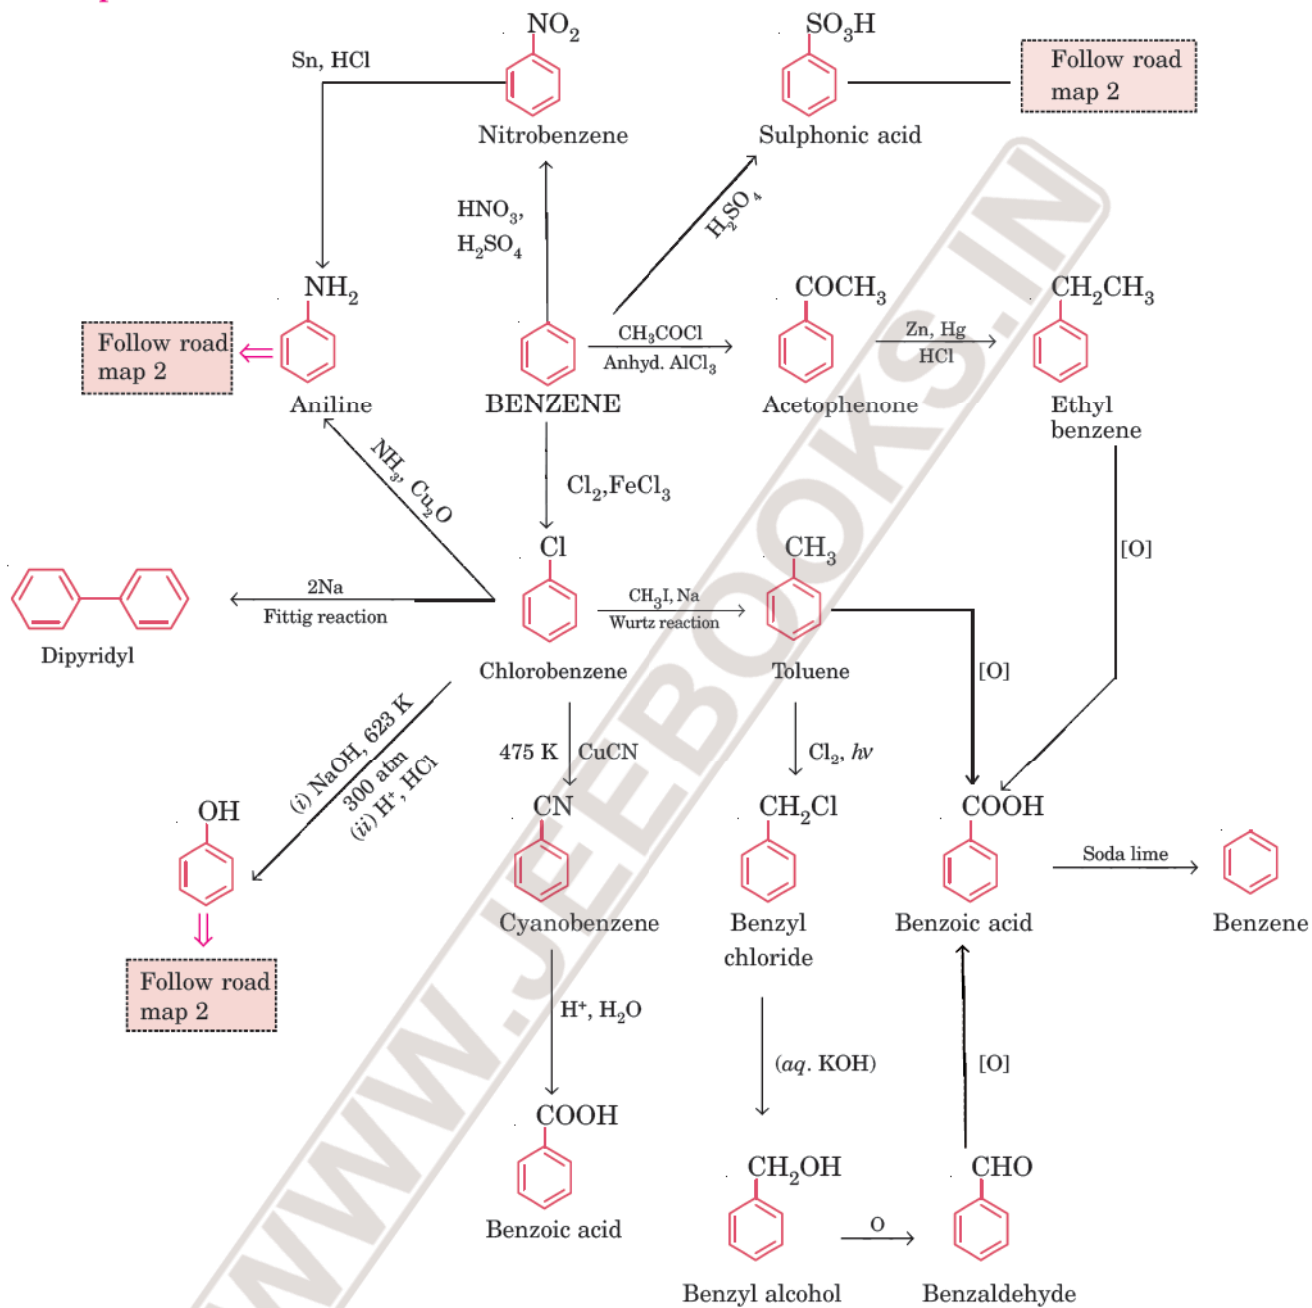 NO₂
SO₃H
Sn, HCl
Follow road
map 2
Nitrobenzene
Sulphonic acid
HNO₃,
H₂SO₄
H₂SO₄
NH₂
COCH₃
CH₂CH₃
Follow road
map 2
CH₃COCl
Anhyd. AlCl₃
Zn, Hg
HCl
Aniline
BENZENE
Acetophenone
Ethyl
benzene
NH₃, Cu₂O
Cl₂,FeCl₃
Cl
CH₃
[O]
2Na
Fittig reaction
CH₃I, Na
Wurtz reaction
Dipyridyl
Chlorobenzene
Toluene
[O]
(i) NaOH, 623 K
300 atm
(ii) H⁺, HCl
475 K
CuCN
Cl₂, hν
OH
CN
CH₂Cl
COOH
Soda lime
Cyanobenzene
Benzyl
chloride
Benzoic acid
Benzene
Follow road
map 2
H⁺, H₂O
(aq. KOH)
[O]
COOH
CH₂OH
CHO
Benzoic acid
O
Benzyl alcohol
Benzaldehyde
WWW.JEEBOOKS.IN